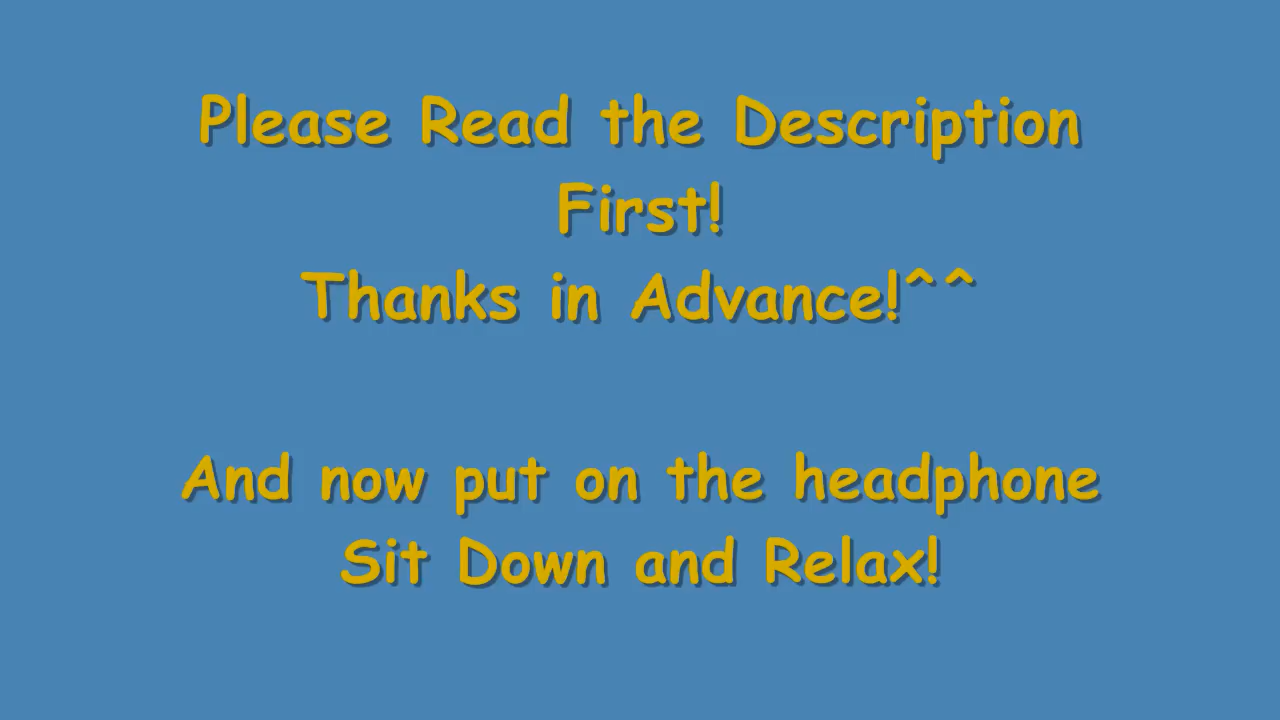 Please Read the Description
First!
Thanks in Advance!^^
And now put on the headphone
Sit Down and Relax!